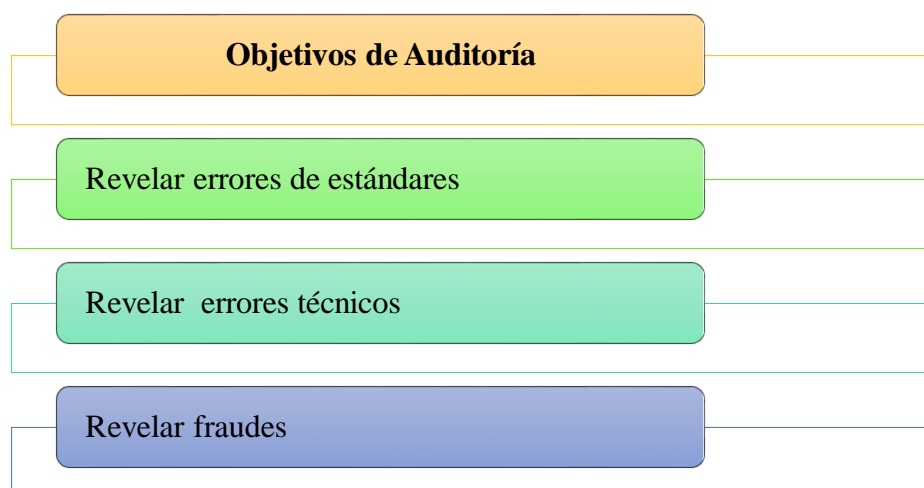 Objetivos de Auditoría
Revelar errores de estándares
Revelar errores técnicos
Revelar fraudes